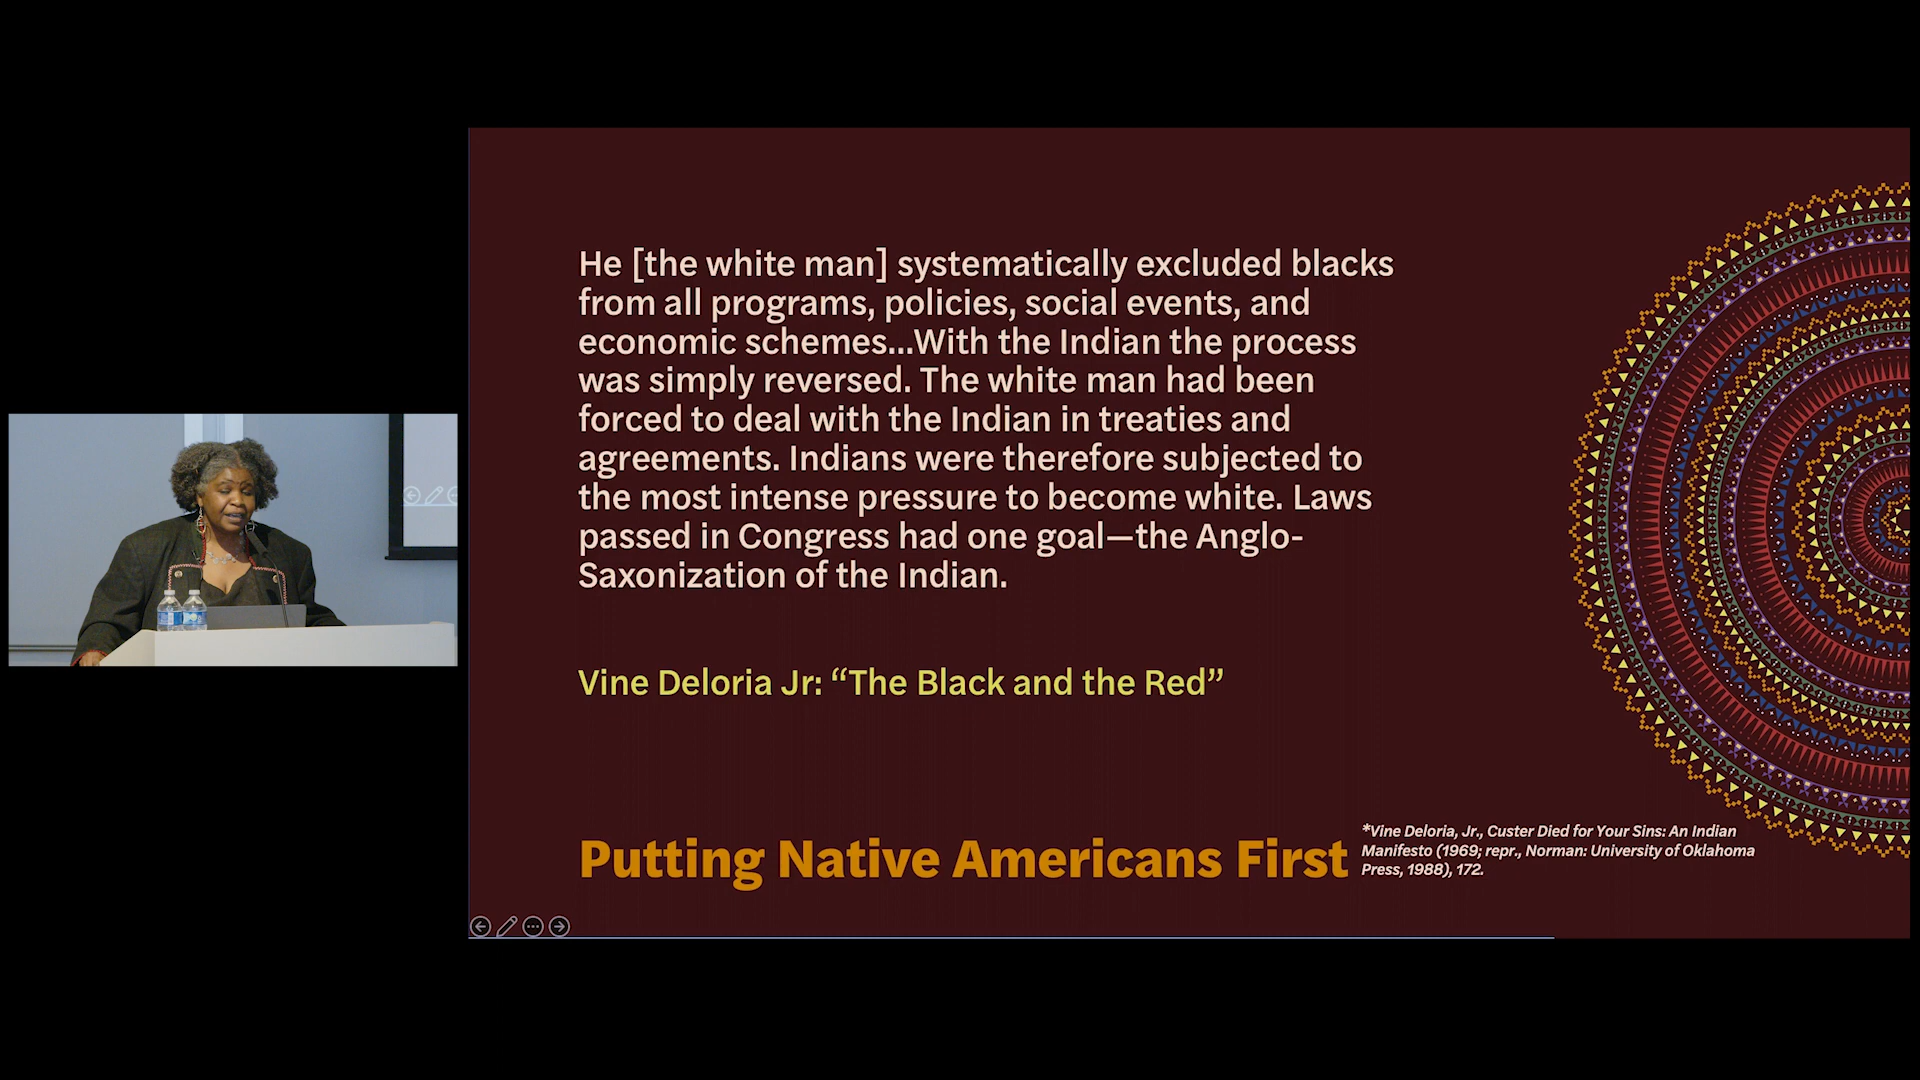 He [the white man] systematically excluded blacks
from all programs, policies, social events, and
economic schemes...With the Indian the process
was simply reversed. The white man had been
forced to deal with the Indian in treaties and
agreements. Indians were therefore subjected to
the most intense pressure to become white. Laws
passed in Congress had one goal—the Anglo-
Saxonization of the Indian.
Vine Deloria Jr: “The Black and the Red”
Putting Native Americans First
*Vine Deloria, Jr., Custer Died for Your Sins: An Indian
Manifesto (1969; repr., Norman: University of Oklahoma
Press, 1988), 172.